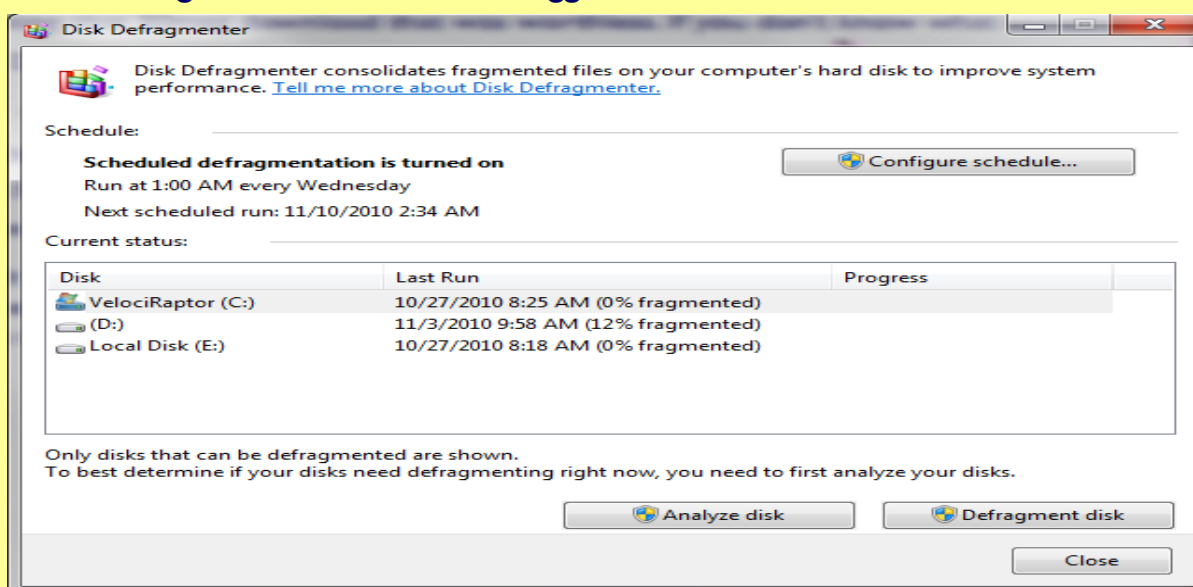 Disk Defragmenter
Disk Defragmenter consolidates fragmented files on your computer's hard disk to improve system
performance. Tell me more about Disk Defragmenter.
Schedule:
Scheduled defragmentation is turned on
Configure schedule...
Run at 1:00 AM every Wednesday
Next scheduled run: 11/10/2010 2:34 AM
Current status:
Disk Last Run Progress
VelociRaptor (C:) 10/27/2010 8:25 AM (0% fragmented)
(D:) 11/3/2010 9:58 AM (12% fragmented)
Local Disk (E:) 10/27/2010 8:18 AM (0% fragmented)
Only disks that can be defragmented are shown.
To best determine if your disks need defragmenting right now, you need to first analyze your disks.
Analyze disk Defragment disk
Close